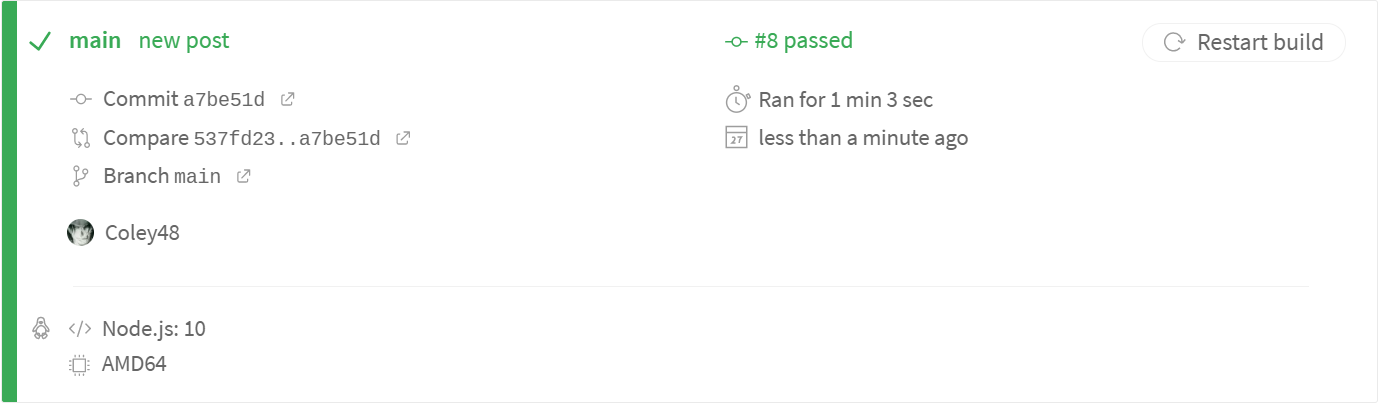 main new post
#8 passed
Restart build
Commit a7be51d
Ran for 1 min 3 sec
Compare 537fd23..a7be51d
27
less than a minute ago
Branch main
Coley48
Node.js: 10
AMD64